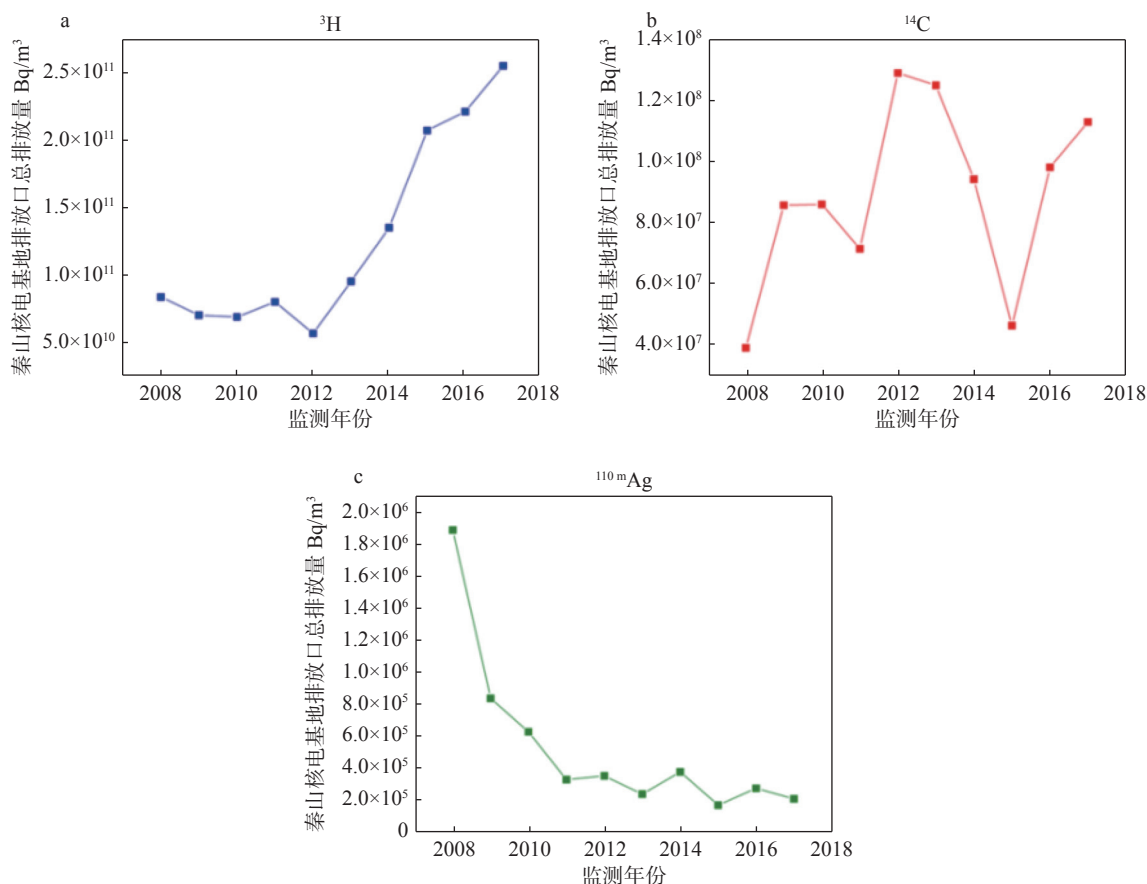 a
³H
秦山核电基地排放口总排放量 Bq/m³
2.5×10¹¹
2.0×10¹¹
1.5×10¹¹
1.0×10¹¹
5.0×10¹⁰
2008 2010 2012 2014 2016 2018
监测年份
b
¹⁴C
秦山核电基地排放口总排放量 Bq/m³
1.4×10⁸
1.2×10⁸
1.0×10⁸
8.0×10⁷
6.0×10⁷
4.0×10⁷
2008 2010 2012 2014 2016 2018
监测年份
c
¹¹⁰ ᵐAg
秦山核电基地排放口总排放量 Bq/m³
2.0×10⁶
1.8×10⁶
1.6×10⁶
1.4×10⁶
1.2×10⁶
1.0×10⁶
8.0×10⁵
6.0×10⁵
4.0×10⁵
2.0×10⁵
0
2008 2010 2012 2014 2016 2018
监测年份